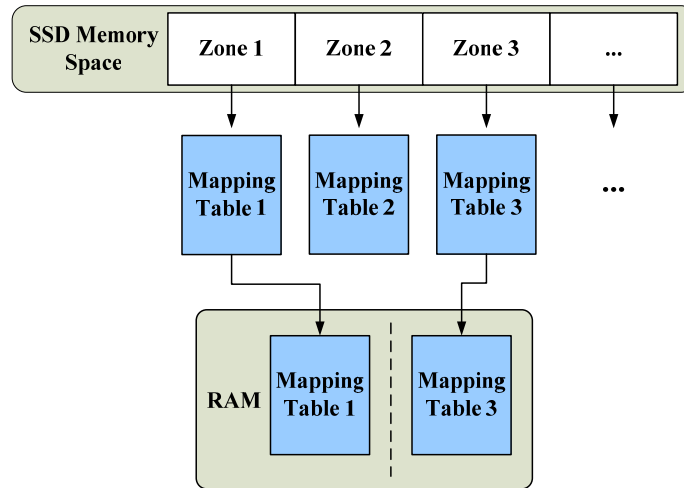 SSD Memory
Space
Zone 1
Zone 2
Zone 3
...
Mapping
Table 1
Mapping
Table 2
Mapping
Table 3
...
RAM
Mapping
Table 1
Mapping
Table 3